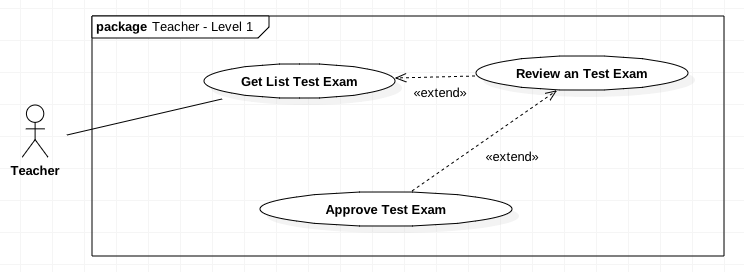 package Teacher - Level 1
Get List Test Exam
Review an Test Exam
«extend»
Teacher
«extend»
Approve Test Exam